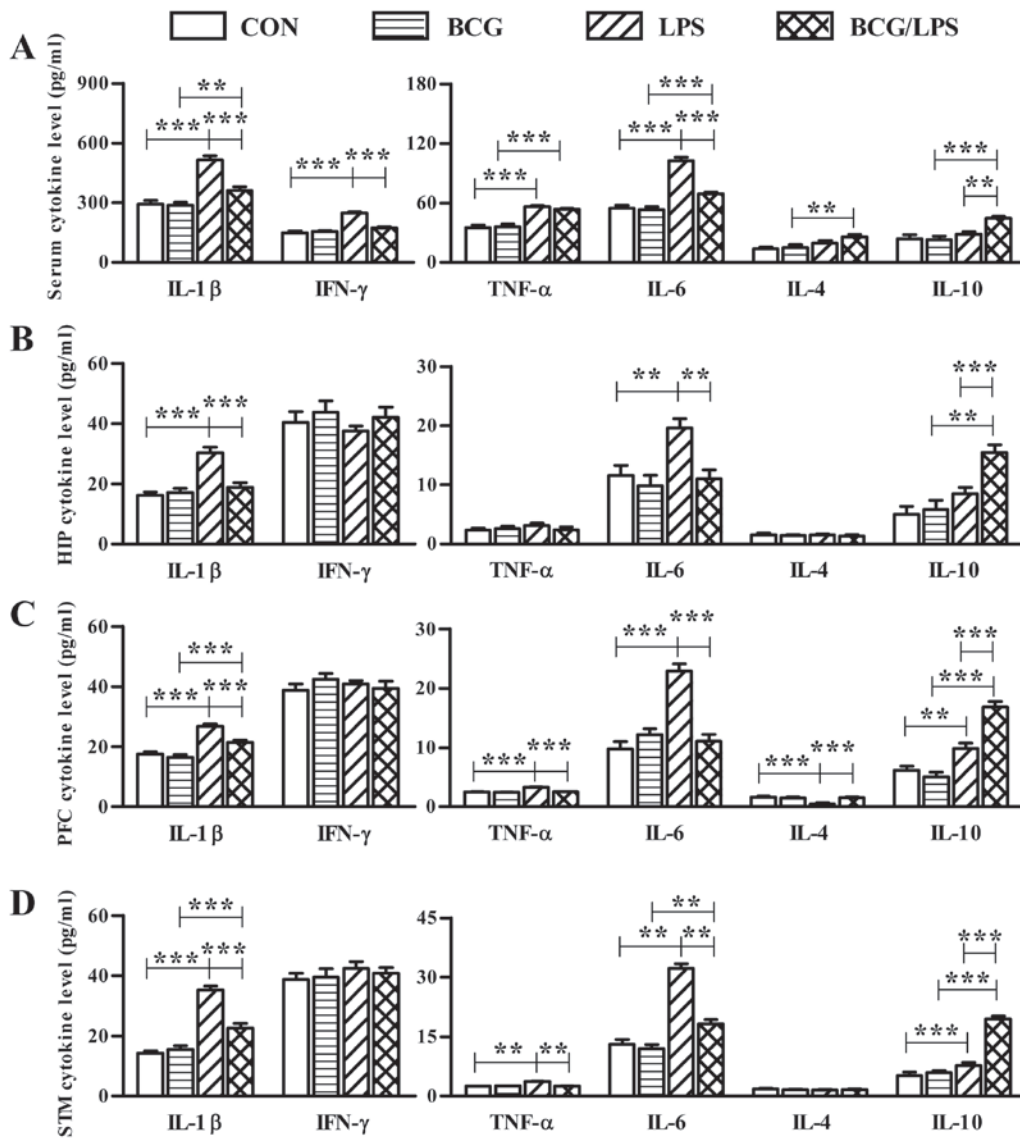 CON BCG LPS BCG/LPS
A
Serum cytokine level (pg/ml)
900
600
300
0
*** ** ***
*** ***
IL-1β IFN-γ
180
120
60
0
*** ***
*** *** ***
**
*** **
TNF-α IL-6 IL-4 IL-10
B
HIP cytokine level (pg/ml)
60
40
20
0
*** ***
IL-1β IFN-γ
30
20
10
0
** **
*** **
TNF-α IL-6 IL-4 IL-10
C
PFC cytokine level (pg/ml)
60
40
20
0
*** *** ***
IL-1β IFN-γ
30
20
10
0
*** ***
*** ***
*** ***
** *** ***
TNF-α IL-6 IL-4 IL-10
D
STM cytokine level (pg/ml)
60
40
20
0
*** *** ***
IL-1β IFN-γ
45
30
15
0
** **
** ** **
*** *** ***
TNF-α IL-6 IL-4 IL-10